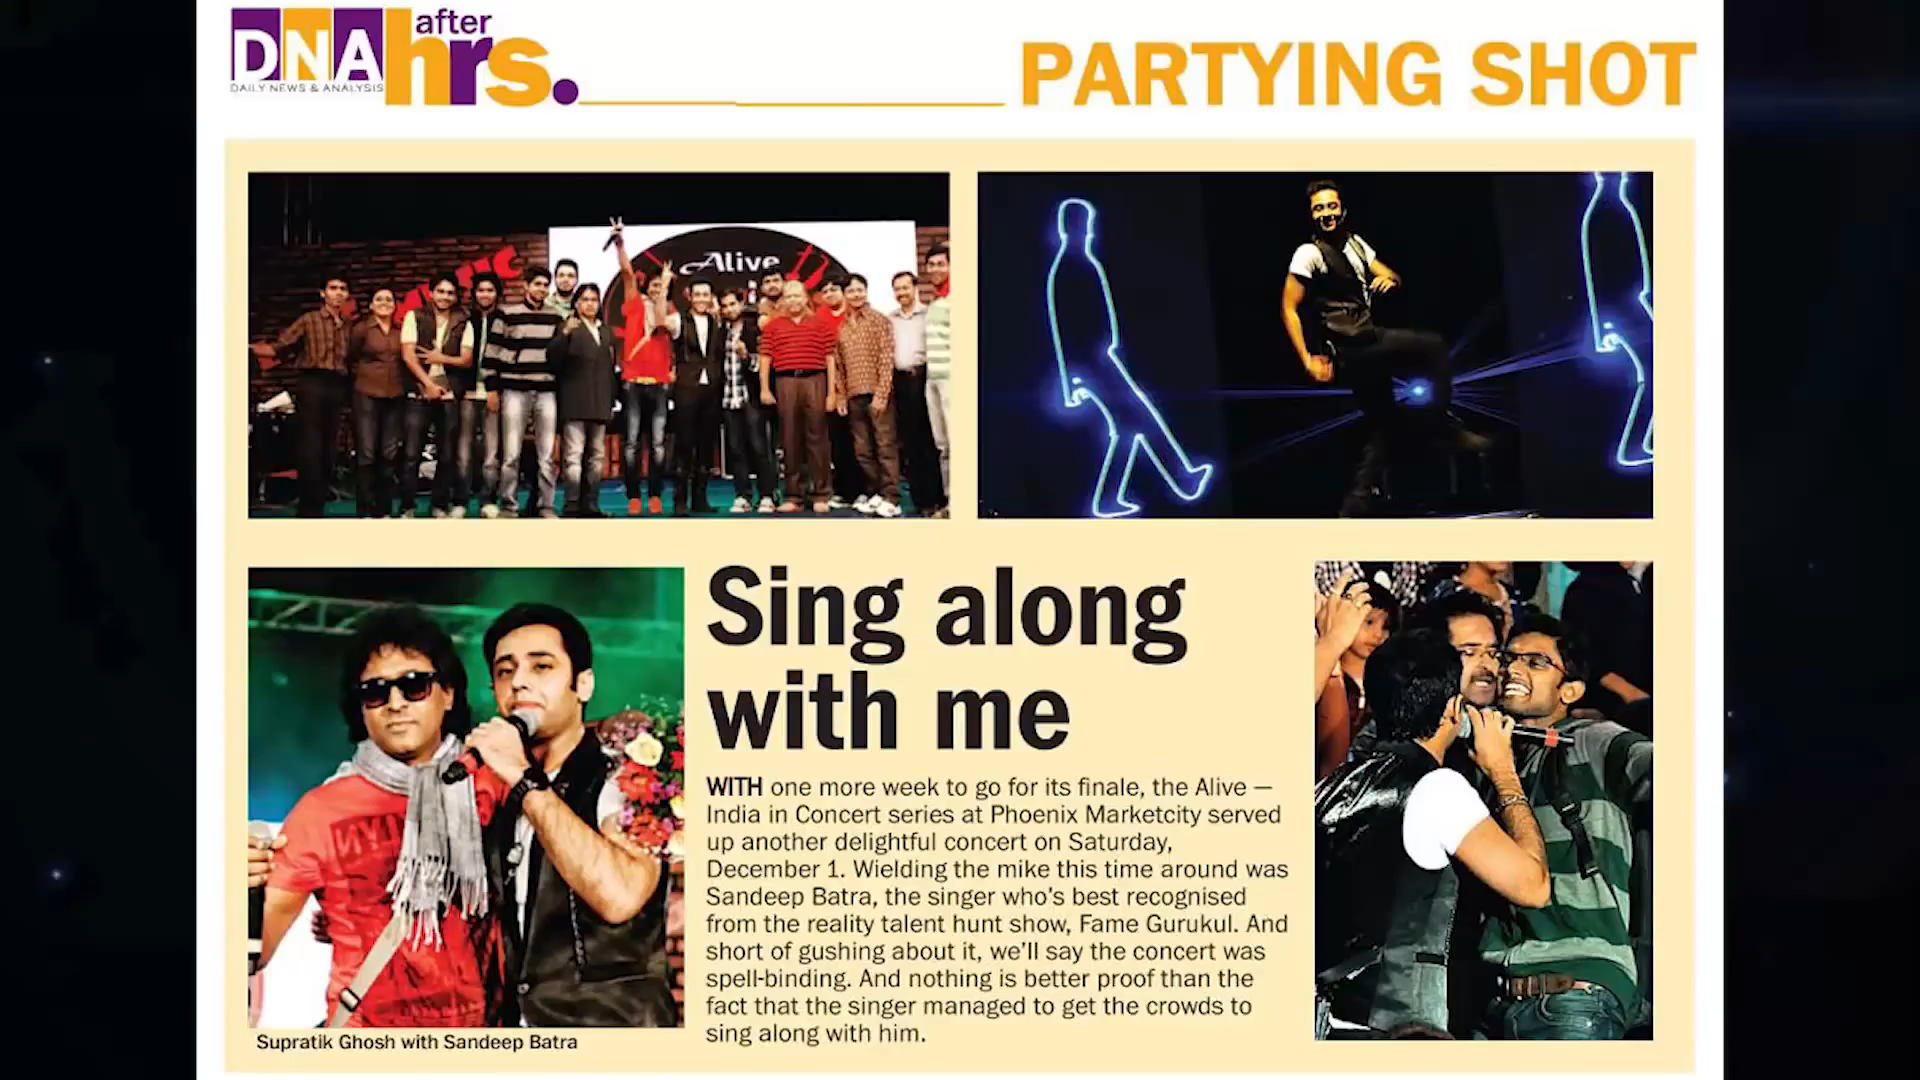 DNA after hrs.
DAILY NEWS & ANALYSIS
PARTYING SHOT
Alive
Sing along
with me
WITH one more week to go for its finale, the Alive —
India in Concert series at Phoenix Marketcity served
up another delightful concert on Saturday,
December 1. Wielding the mike this time around was
Sandeep Batra, the singer who's best recognised
from the reality talent hunt show, Fame Gurukul. And
short of gushing about it, we'll say the concert was
spell-binding. And nothing is better proof than the
fact that the singer managed to get the crowds to
sing along with him.
Supratik Ghosh with Sandeep Batra